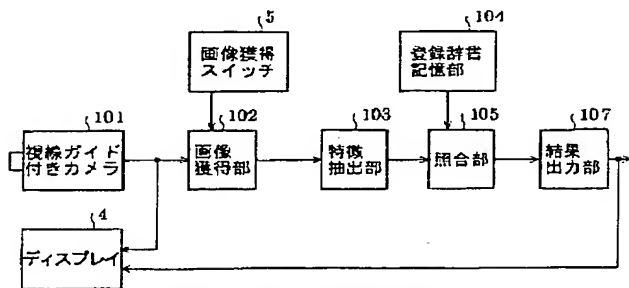 5
画像獲得
スイッチ
104
登録辞書
記憶部
101
視線ガイド
付きカメラ
102
画像
獲得部
103
特徴
抽出部
105
照合部
107
結果
出力部
4
ディスプレイ